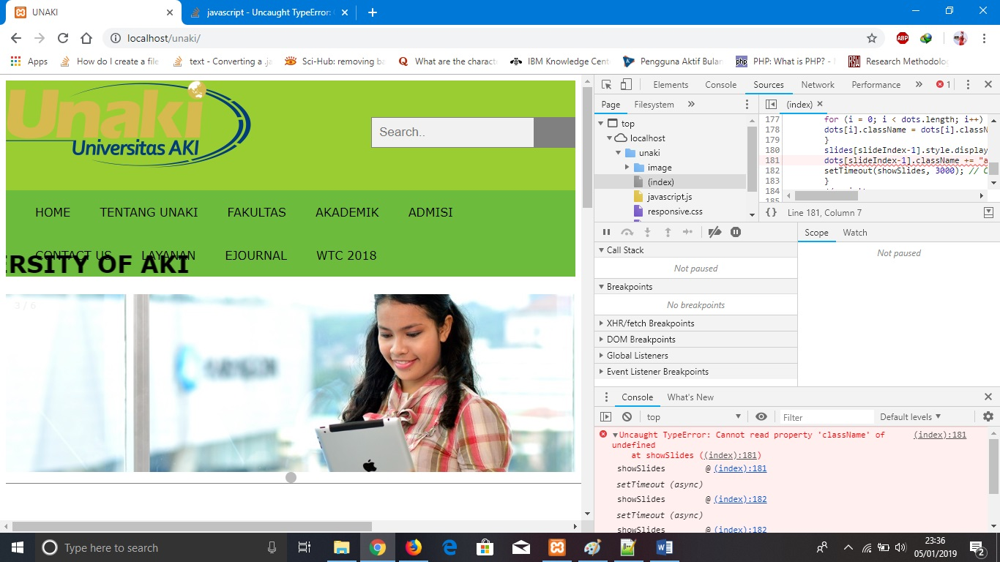 UNAKI
javascript - Uncaught TypeError:
localhost/unaki/
ABP
Apps
How do I create a file
text - Converting a .ja
Sci-Hub: removing ba
What are the characte
IBM Knowledge Cent
Pengguna Aktif Bulan
php
PHP: What is PHP? - M
Research Methodolog
Unaki
Universitas AKI
Search..
HOME
TENTANG UNAKI
FAKULTAS
AKADEMIK
ADMISI
CONTACT US
LAYANAN
EJOURNAL
WTC 2018
ERSITY OF AKI
3 / 6
Elements
Console
Sources
Network
Performance
»
1
Page
Filesystem
»
(index)
top
localhost
unaki
image
(index)
javascript.js
responsive.css
177 for (i = 0; i < dots.length; i++)
178 dots[i].className = dots[i].classN
179 }
180 slides[slideIndex-1].style.display
181 dots[slideIndex-1].className += "a
182 setTimeout(showSlides, 3000); // C
183 }
184
185
{ } Line 181, Column 7
Call Stack
Not paused
Breakpoints
No breakpoints
XHR/fetch Breakpoints
DOM Breakpoints
Global Listeners
Event Listener Breakpoints
Scope
Watch
Not paused
Console
What's New
top
Filter
Default levels
Uncaught TypeError: Cannot read property 'className' of (index):181
undefined
at showSlides ((index):181)
showSlides @ (index):181
setTimeout (async)
showSlides @ (index):182
setTimeout (async)
showSlides @ (index):182
Type here to search
23:36
05/01/2019
2